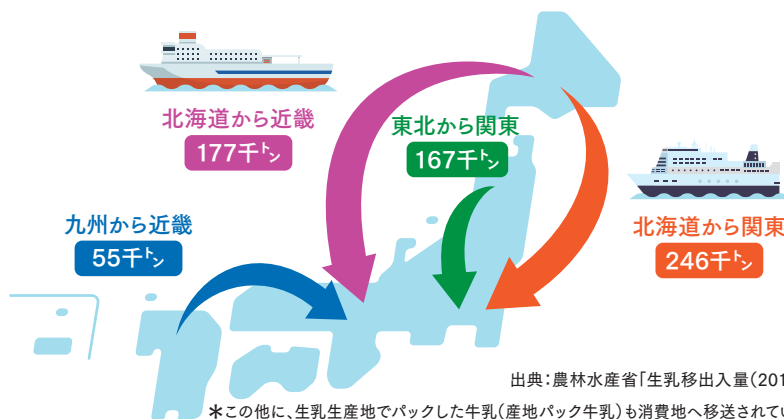 北海道から近畿
177千トン
東北から関東
167千トン
九州から近畿
55千トン
北海道から関東
246千トン
出典：農林水産省「生乳移出入量（201
＊この他に、生乳生産地でパックした牛乳（産地パック牛乳）も消費地へ移送されてい